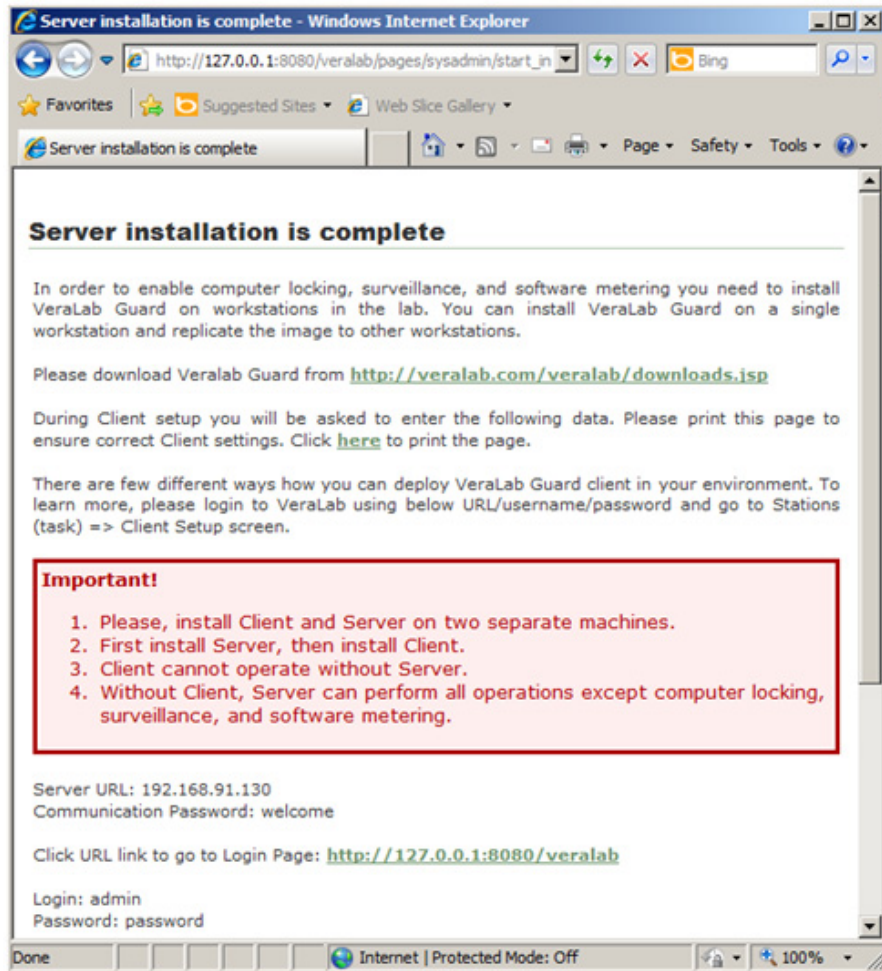 Server installation is complete - Windows Internet Explorer
http://127.0.0.1:8080/veralab/pages/sysadmin/start_in
Bing
Favorites
Suggested Sites
Web Slice Gallery
Server installation is complete
Page
Safety
Tools
Server installation is complete
In order to enable computer locking, surveillance, and software metering you need to install
VeraLab Guard on workstations in the lab. You can install VeraLab Guard on a single
workstation and replicate the image to other workstations.
Please download Veralab Guard from http://veralab.com/veralab/downloads.jsp
During Client setup you will be asked to enter the following data. Please print this page to
ensure correct Client settings. Click here to print the page.
There are few different ways how you can deploy VeraLab Guard client in your environment. To
learn more, please login to VeraLab using below URL/username/password and go to Stations
(task) => Client Setup screen.
Important!
1. Please, install Client and Server on two separate machines.
2. First install Server, then install Client.
3. Client cannot operate without Server.
4. Without Client, Server can perform all operations except computer locking,
surveillance, and software metering.
Server URL: 192.168.91.130
Communication Password: welcome
Click URL link to go to Login Page: http://127.0.0.1:8080/veralab
Login: admin
Password: password
Done
Internet | Protected Mode: Off
100%